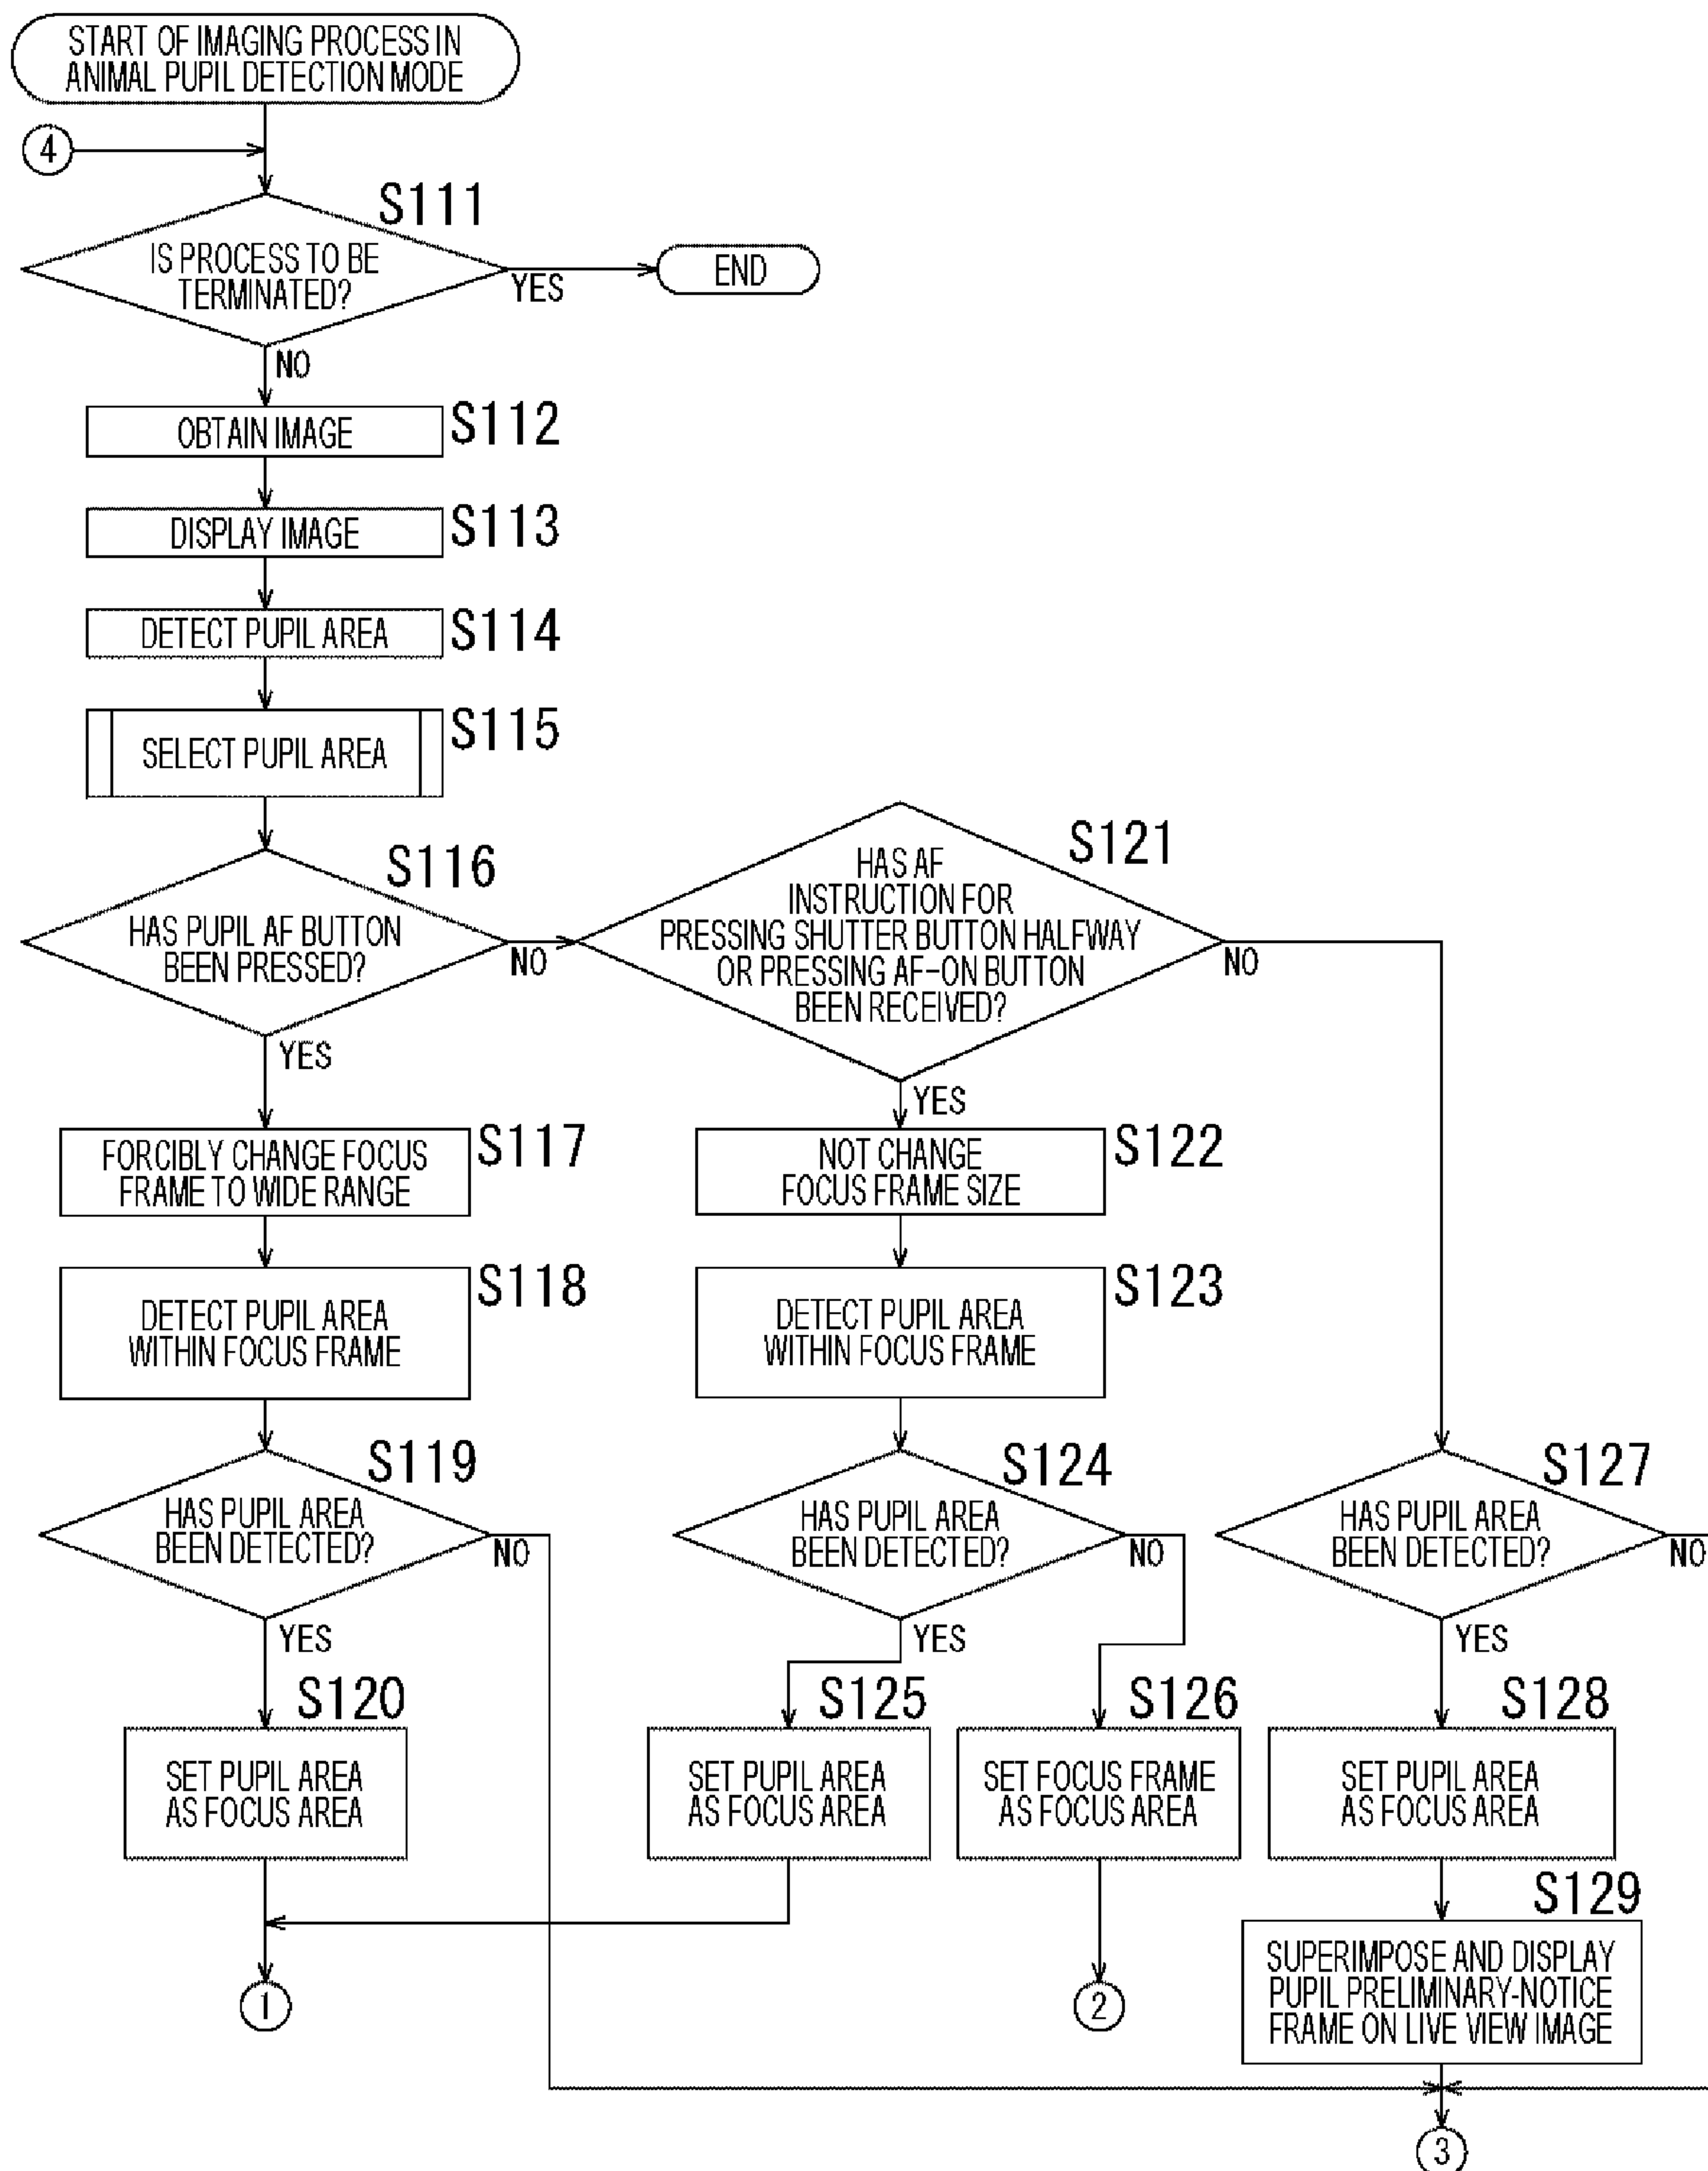 START OF IMAGING PROCESS IN
ANIMAL PUPIL DETECTION MODE
4
S111
IS PROCESS TO BE
TERMINATED?
YES
END
NO
OBTAIN IMAGE
S112
DISPLAY IMAGE
S113
DETECT PUPIL AREA
S114
SELECT PUPIL AREA
S115
S116
HAS PUPIL AF BUTTON
BEEN PRESSED?
NO
YES
S121
HAS AF
INSTRUCTION FOR
PRESSING SHUTTER BUTTON HALFWAY
OR PRESSING AF-ON BUTTON
BEEN RECEIVED?
NO
YES
FORCIBLY CHANGE FOCUS
FRAME TO WIDE RANGE
S117
NOT CHANGE
FOCUS FRAME SIZE
S122
DETECT PUPIL AREA
WITHIN FOCUS FRAME
S118
DETECT PUPIL AREA
WITHIN FOCUS FRAME
S123
S119
HAS PUPIL AREA
BEEN DETECTED?
NO
YES
S124
HAS PUPIL AREA
BEEN DETECTED?
NO
YES
S127
HAS PUPIL AREA
BEEN DETECTED?
NO
YES
S120
SET PUPIL AREA
AS FOCUS AREA
S125
SET PUPIL AREA
AS FOCUS AREA
S126
SET FOCUS FRAME
AS FOCUS AREA
S128
SET PUPIL AREA
AS FOCUS AREA
S129
SUPERIMPOSE AND DISPLAY
PUPIL PRELIMINARY-NOTICE
FRAME ON LIVE VIEW IMAGE
1
2
3